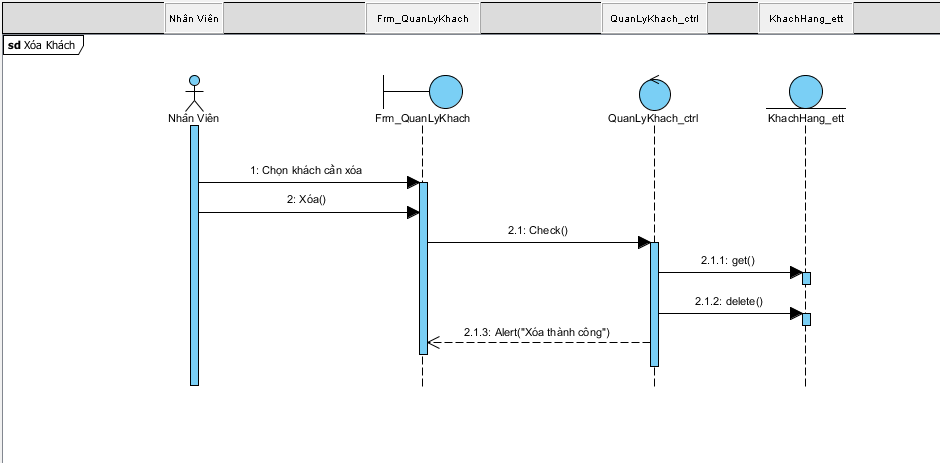 Nhân Viên
Frm_QuanLyKhach
QuanLyKhach_ctrl
KhachHang_ett
sd Xóa Khách
Nhân Viên
Frm_QuanLyKhach
QuanLyKhach_ctrl
KhachHang_ett
1: Chọn khách cần xóa
2: Xóa()
2.1: Check()
2.1.1: get()
2.1.2: delete()
2.1.3: Alert("Xóa thành công")